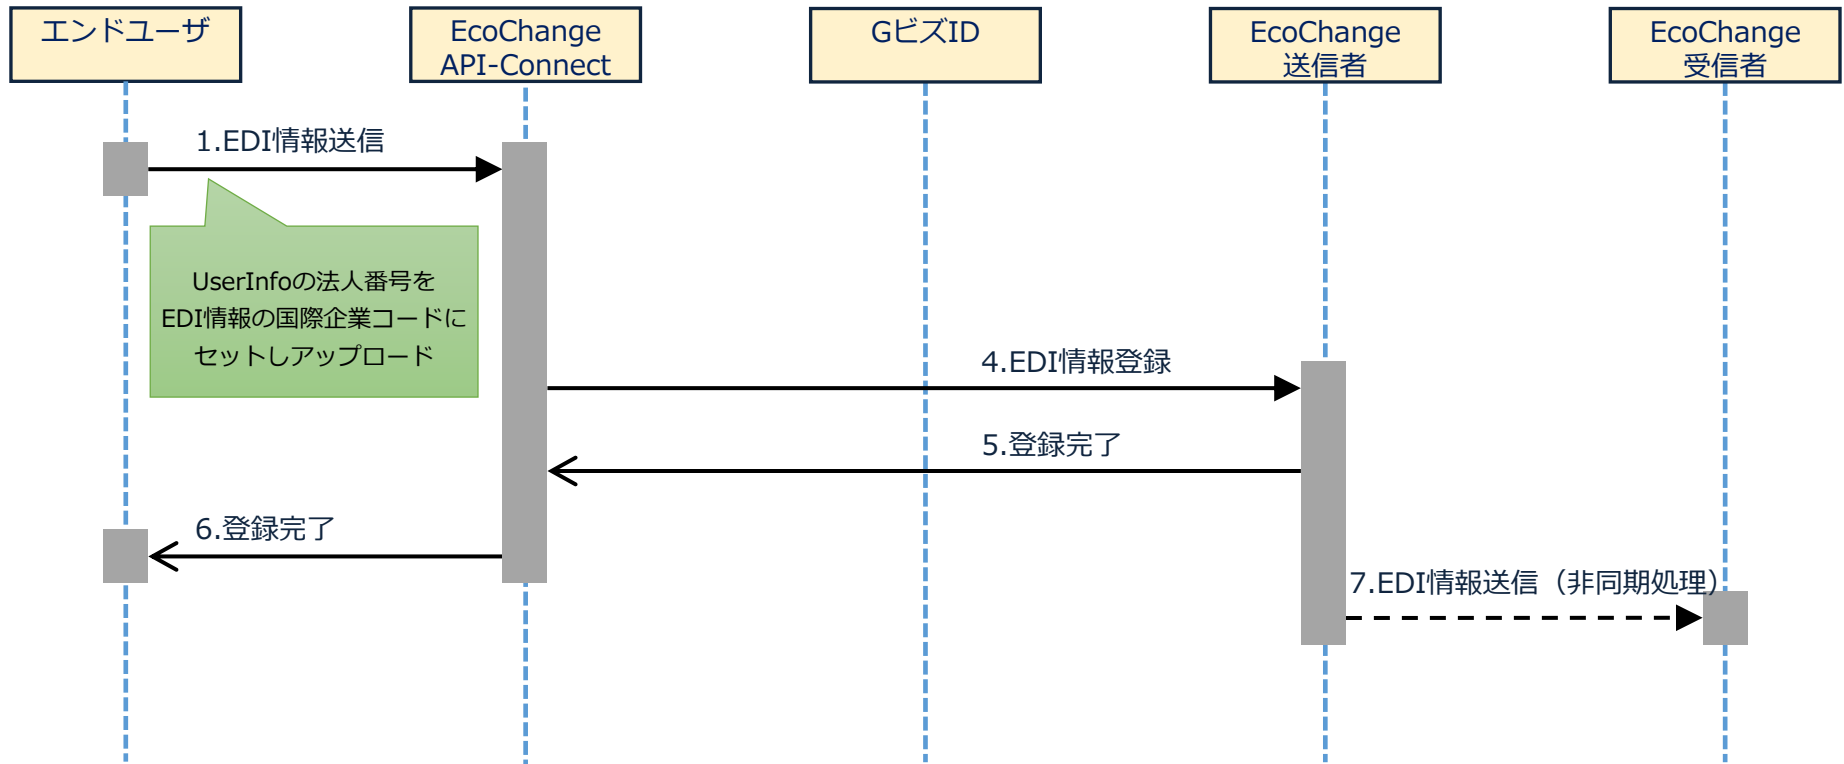 エンドユーザ
EcoChange
API-Connect
GビズID
EcoChange
送信者
EcoChange
受信者
1.EDI情報送信
UserInfoの法人番号を
EDI情報の国際企業コードに
セットしアップロード
4.EDI情報登録
5.登録完了
6.登録完了
7.EDI情報送信（非同期処理）